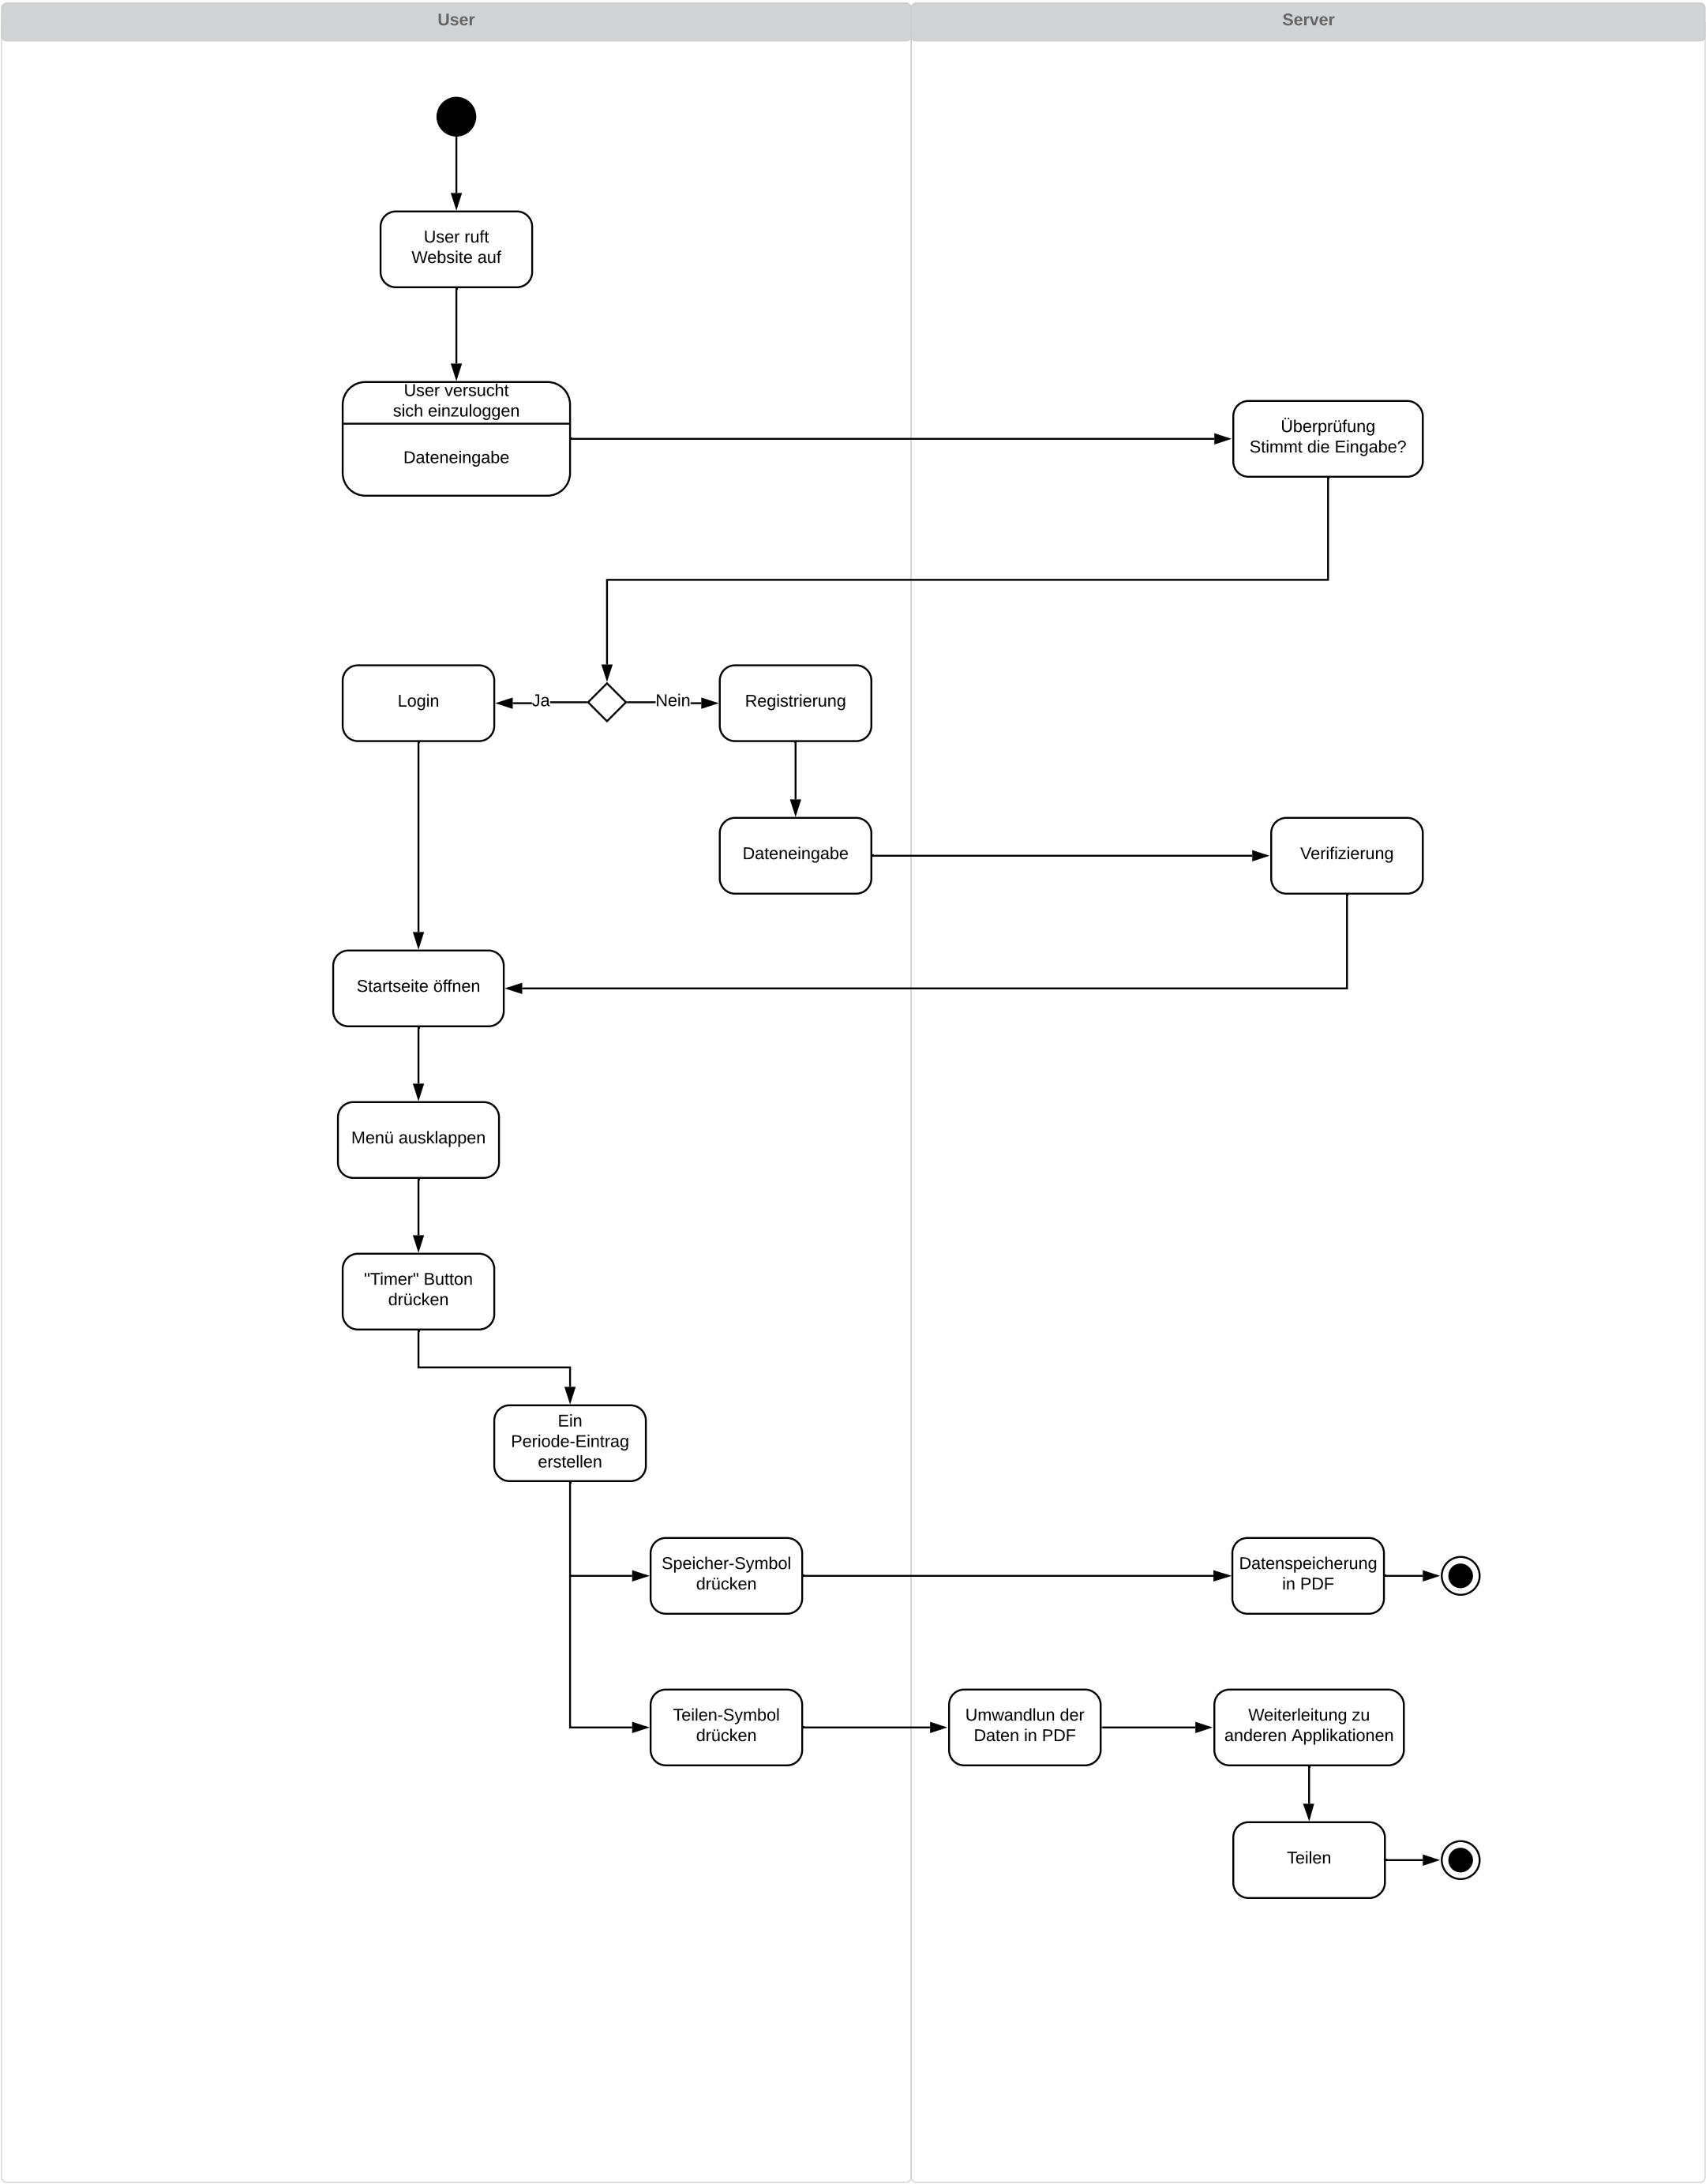 User
Server
User ruft
Website auf
User versucht
sich einzuloggen
Dateneingabe
Überprüfung
Stimmt die Eingabe?
Login
Ja
Nein
Registrierung
Dateneingabe
Verifizierung
Startseite öffnen
Menü ausklappen
"Timer" Button
drücken
Ein
Periode-Eintrag
erstellen
Speicher-Symbol
drücken
Datenspeicherung
in PDF
Teilen-Symbol
drücken
Umwandlun der
Daten in PDF
Weiterleitung zu
anderen Applikationen
Teilen